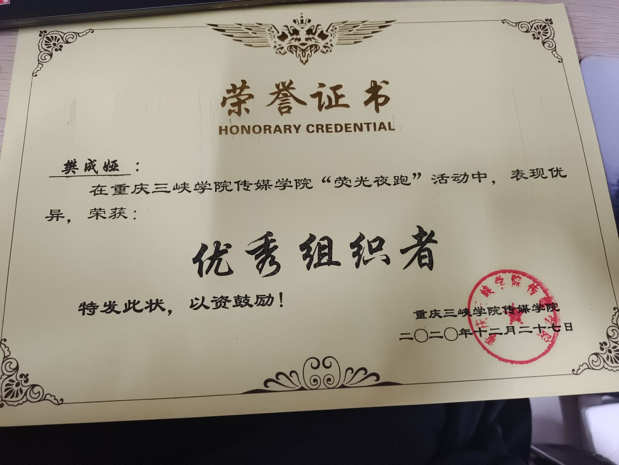 荣誉证书
HONORARY CREDENTIAL
樊成娅：
在重庆三峡学院传媒学院“荧光夜跑”活动中，表现优
异，荣获：
优秀组织者
特发此状，以资鼓励！
重庆三峡学院传媒学院
二〇二〇年十二月二十七日